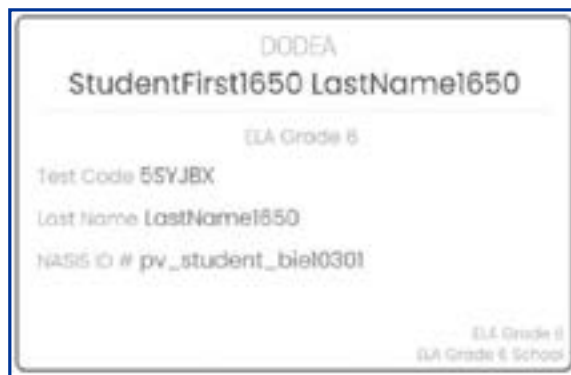 DODEA
StudentFirst1650 LastName1650
ELA Grade 6
Test Code 5SYJBX
Last Name LastName1650
NASIS ID # pv_student_bie10301
ELA Grade 6
ELA Grade 6 School